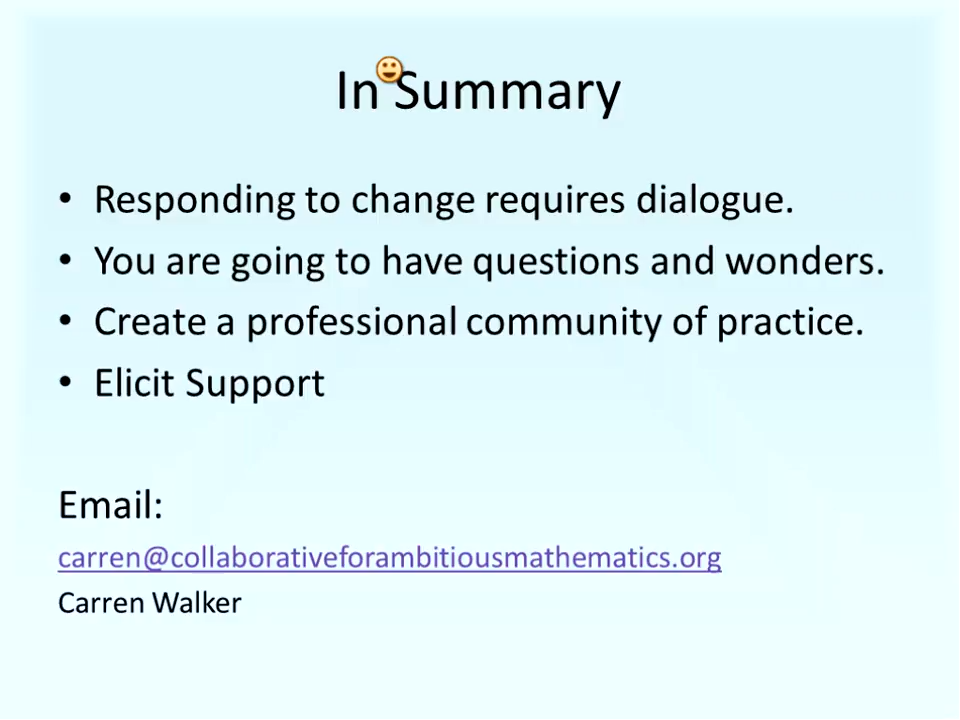 In Summary
• Responding to change requires dialogue.
• You are going to have questions and wonders.
• Create a professional community of practice.
• Elicit Support
Email:
carren@collaborativeforambitiousmathematics.org
Carren Walker